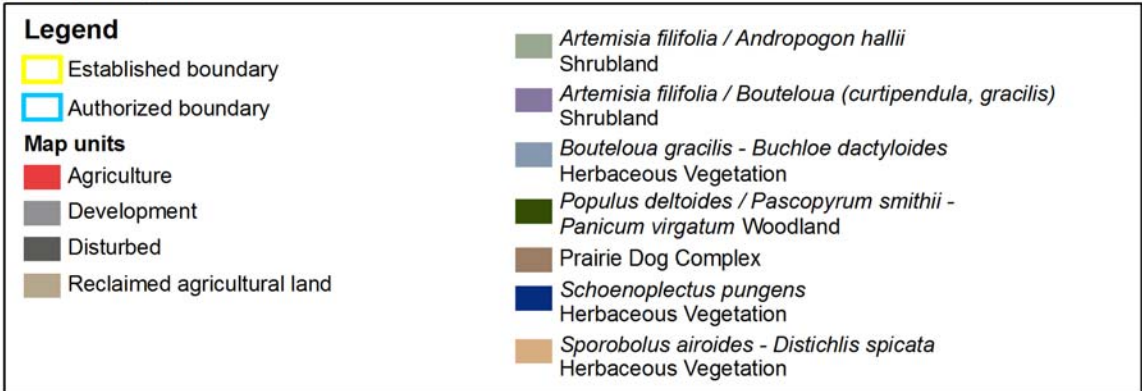 Legend
Established boundary
Authorized boundary
Map units
Agriculture
Development
Disturbed
Reclaimed agricultural land
Artemisia filifolia / Andropogon hallii
Shrubland
Artemisia filifolia / Bouteloua (curtipendula, gracilis)
Shrubland
Bouteloua gracilis - Buchloe dactyloides
Herbaceous Vegetation
Populus deltoides / Pascopyrum smithii -
Panicum virgatum Woodland
Prairie Dog Complex
Schoenoplectus pungens
Herbaceous Vegetation
Sporobolus airoides - Distichlis spicata
Herbaceous Vegetation